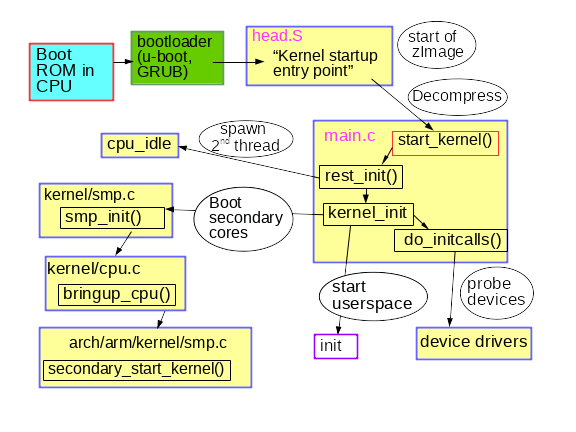 Boot
ROM in
CPU
bootloader
(u-boot,
GRUB)
head.S
“Kernel startup
entry point”
start of
zImage
Decompress
main.c
start_kernel()
spawn
2nd thread
cpu_idle
rest_init()
kernel/smp.c
smp_init()
Boot
secondary
cores
kernel_init
do_initcalls()
kernel/cpu.c
bringup_cpu()
start
userspace
probe
devices
arch/arm/kernel/smp.c
secondary_start_kernel()
init
device drivers